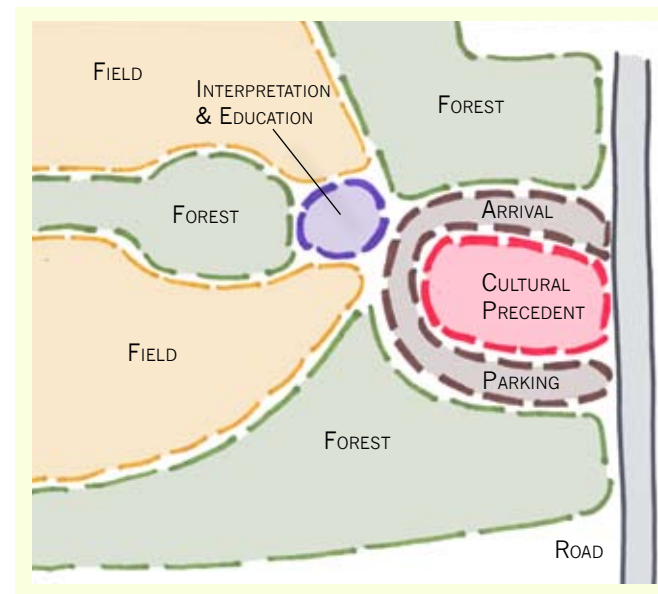 FIELD
INTERPRETATION
& EDUCATION
FOREST
FOREST
ARRIVAL
CULTURAL
PRECEDENT
FIELD
PARKING
FOREST
ROAD